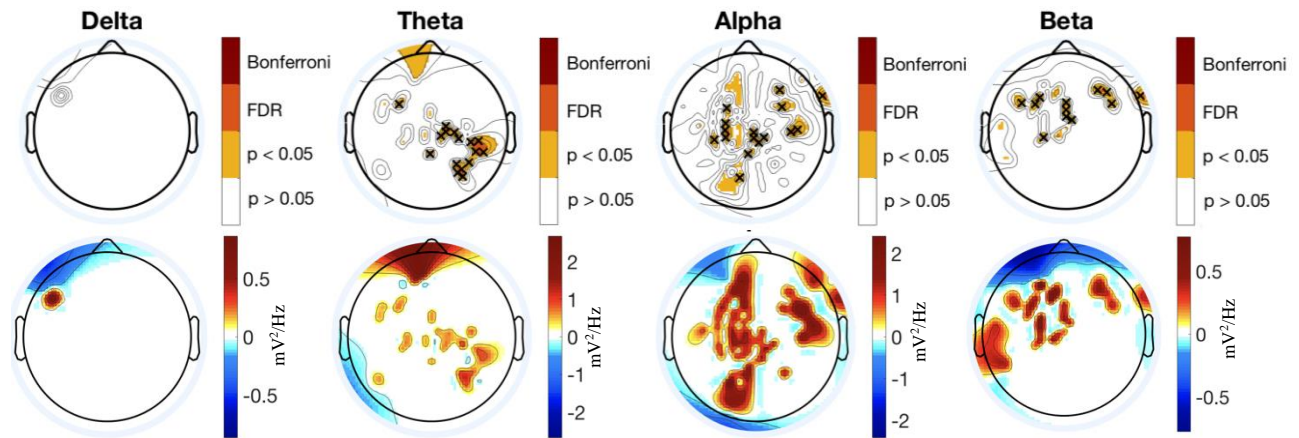 Delta
Theta
Alpha
Beta
Bonferroni
FDR
p < 0.05
p > 0.05
Bonferroni
FDR
p < 0.05
p > 0.05
Bonferroni
FDR
p < 0.05
p > 0.05
Bonferroni
FDR
p < 0.05
p > 0.05
0.5
0
-0.5
mV²/Hz
2
1
0
-1
-2
mV²/Hz
2
1
0
-1
-2
mV²/Hz
0.5
0
-0.5
mV²/Hz